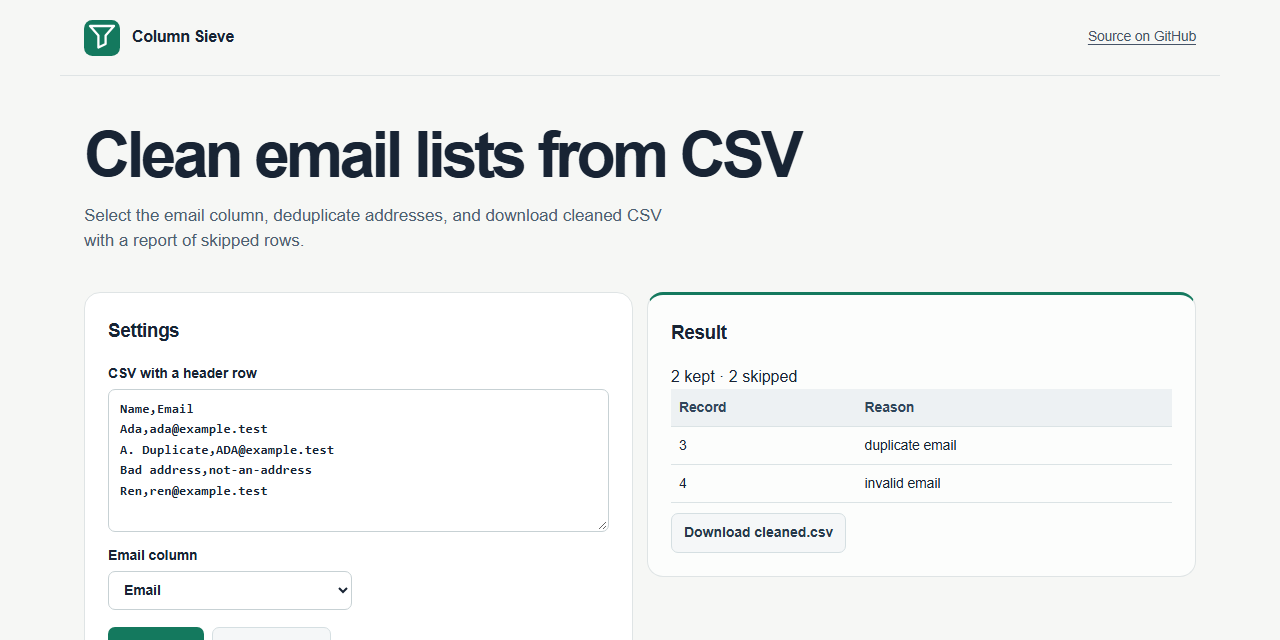 Column Sieve
Source on GitHub
Clean email lists from CSV
Select the email column, deduplicate addresses, and download cleaned CSV
with a report of skipped rows.
Settings
CSV with a header row
Name,Email
Ada,ada@example.test
A. Duplicate,ADA@example.test
Bad address,not-an-address
Ren,ren@example.test
Email column
Email
Result
2 kept · 2 skipped
Record Reason
3 duplicate email
4 invalid email
Download cleaned.csv